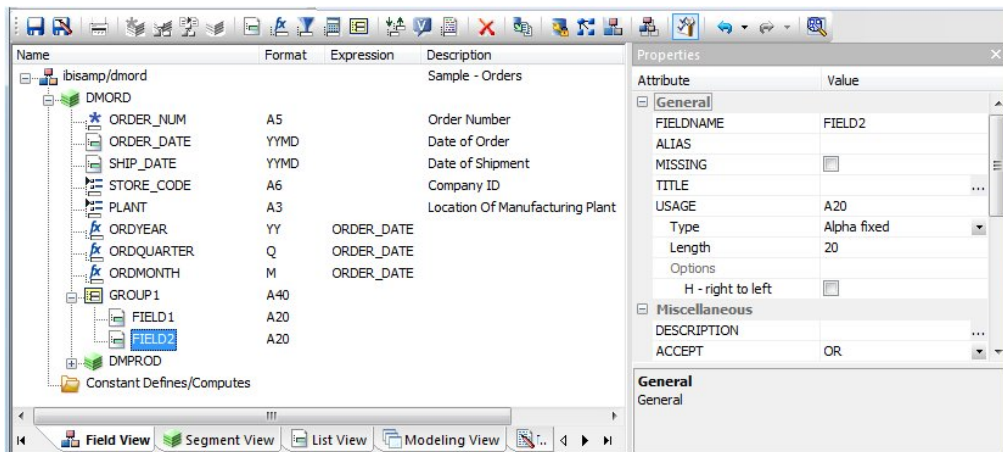 Name Format Expression Description
ibisamp/dmord Sample - Orders
DMORD
ORDER_NUM A5 Order Number
ORDER_DATE YYMD Date of Order
SHIP_DATE YYMD Date of Shipment
STORE_CODE A6 Company ID
PLANT A3 Location Of Manufacturing Plant
ORDYEAR YY ORDER_DATE
ORDQUARTER Q ORDER_DATE
ORDMONTH M ORDER_DATE
GROUP1 A40
FIELD1 A20
FIELD2 A20
DMPROD
Constant Defines/Computes
Field View Segment View List View Modeling View
Properties
Attribute Value
General
FIELDNAME FIELD2
ALIAS
MISSING
TITLE ...
USAGE A20
Type Alpha fixed
Length 20
Options
H - right to left
Miscellaneous
DESCRIPTION ...
ACCEPT OR
General
General